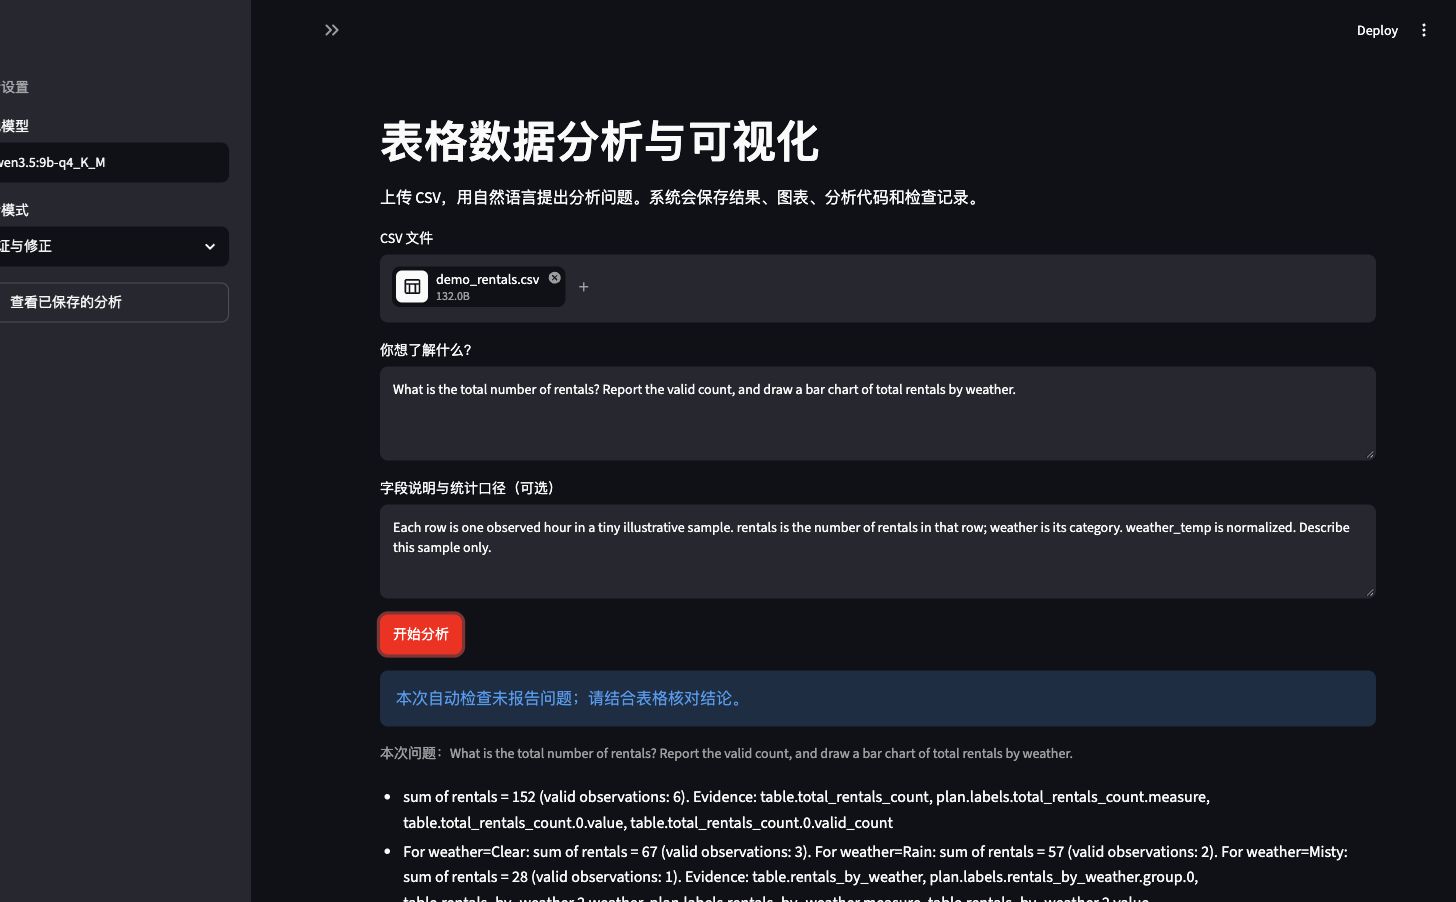 Deploy
设置
模型
wen3.5:9b-q4_K_M
模式
证与修正
查看已保存的分析
表格数据分析与可视化
上传 CSV，用自然语言提出分析问题。系统会保存结果、图表、分析代码和检查记录。
CSV 文件
demo_rentals.csv
132.0B
你想了解什么？
What is the total number of rentals? Report the valid count, and draw a bar chart of total rentals by weather.
字段说明与统计口径（可选）
Each row is one observed hour in a tiny illustrative sample. rentals is the number of rentals in that row; weather is its category. weather_temp is normalized. Describe
this sample only.
开始分析
本次自动检查未报告问题；请结合表格核对结论。
本次问题：What is the total number of rentals? Report the valid count, and draw a bar chart of total rentals by weather.
sum of rentals = 152 (valid observations: 6). Evidence: table.total_rentals_count, plan.labels.total_rentals_count.measure,
table.total_rentals_count.0.value, table.total_rentals_count.0.valid_count
For weather=Clear: sum of rentals = 67 (valid observations: 3). For weather=Rain: sum of rentals = 57 (valid observations: 2). For weather=Misty:
sum of rentals = 28 (valid observations: 1). Evidence: table.rentals_by_weather, plan.labels.rentals_by_weather.group.0,